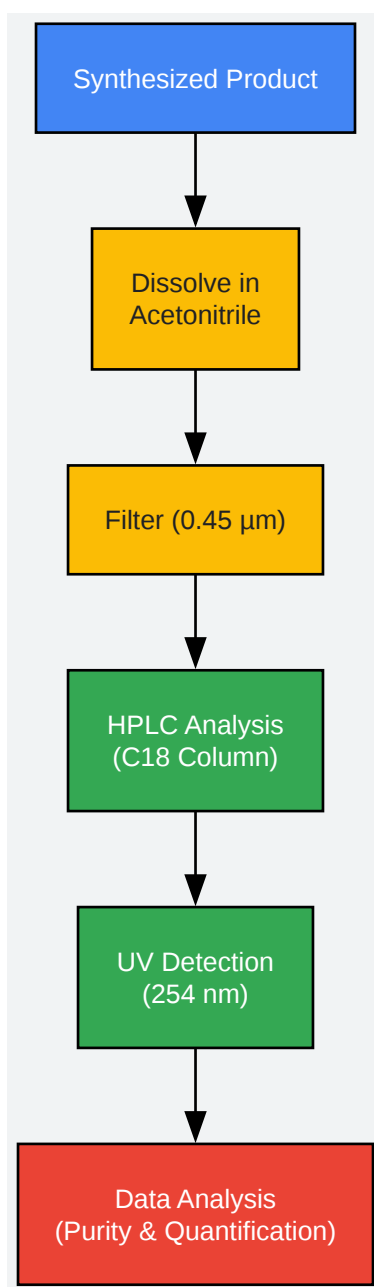 Synthesized Product
Dissolve in
Acetonitrile
Filter (0.45 µm)
HPLC Analysis
(C18 Column)
UV Detection
(254 nm)
Data Analysis
(Purity & Quantification)